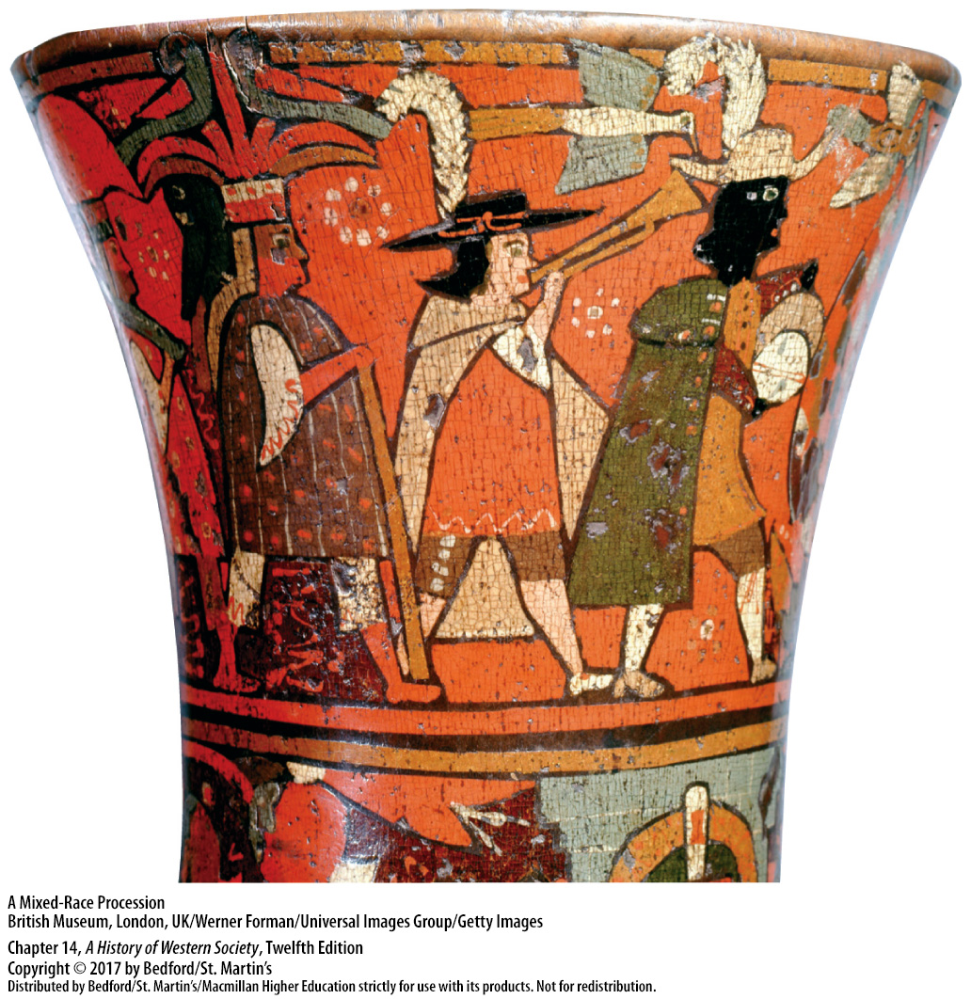 A Mixed-Race Procession
British Museum, London, UK/Werner Forman/Universal Images Group/Getty Images
Chapter 14, A History of Western Society, Twelfth Edition
Copyright © 2017 by Bedford/St. Martin's
Distributed by Bedford/St. Martin's/Macmillan Higher Education strictly for use with its products. Not for redistribution.